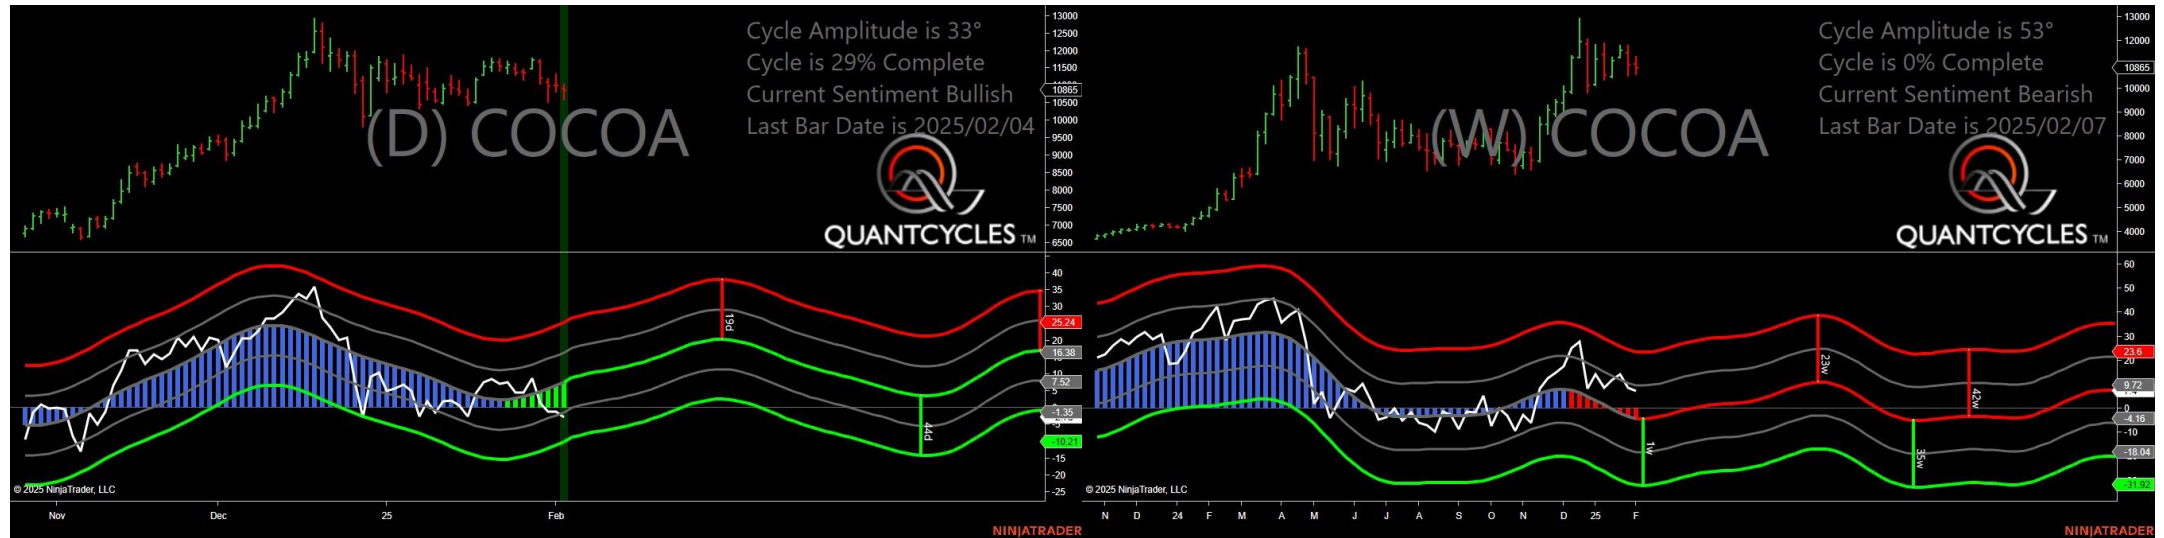 Cycle Amplitude is 33°
Cycle is 29% Complete
Current Sentiment Bullish
Last Bar Date is 2025/02/04
(D) COCOA
QUANTCYCLES TM
13000
12500
12000
11500
10865
10500
10000
9500
9000
8500
8000
7500
7000
6500
19d
44d
40
35
30
25.24
20
16.38
10
7.52
-1.35
-10.21
-15
-20
-25
© 2025 NinjaTrader, LLC
Nov
Dec
25
Feb
NINJATRADER
Cycle Amplitude is 53°
Cycle is 0% Complete
Current Sentiment Bearish
Last Bar Date is 2025/02/07
(W) COCOA
QUANTCYCLES TM
13000
12000
10865
10000
9000
8000
7000
6000
5000
4000
23w
42w
1w
35w
60
50
40
30
23.6
20
9.72
0
-4.16
-10
-18.04
-31.92
© 2025 NinjaTrader, LLC
N
D
24
F
M
A
M
J
J
A
S
O
N
D
25
F
NINJATRADER